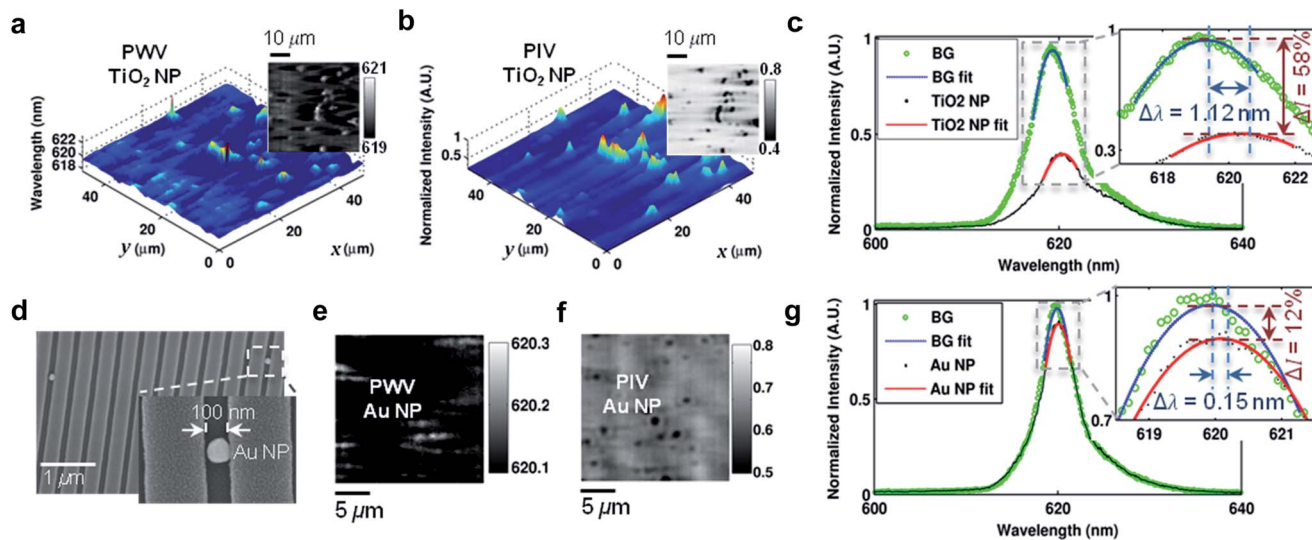 a
PWV
TiO₂ NP
10 μm
621
619
Wavelength (nm)
622
620
618
40
20
0
0
20
40
y (μm)
x (μm)
b
PIV
TiO₂ NP
10 μm
0.8
0.4
Normalized Intensity (A.U.)
1
0.5
40
20
0
0
20
40
y (μm)
x (μm)
c
Normalized Intensity (A.U.)
1
0.5
0
BG
BG fit
TiO2 NP
TiO2 NP fit
600
620
640
Wavelength (nm)
1
0.3
618
620
622
Δλ = 1.12 nm
ΔI = 58%
d
100 nm
Au NP
1 μm
e
PWV
Au NP
620.3
620.2
620.1
5 μm
f
PIV
Au NP
0.8
0.7
0.6
0.5
5 μm
g
Normalized Intensity (A.U.)
1
0.5
0
BG
BG fit
Au NP
Au NP fit
600
620
640
Wavelength (nm)
1
0.7
619
620
621
Δλ = 0.15 nm
ΔI = 12%